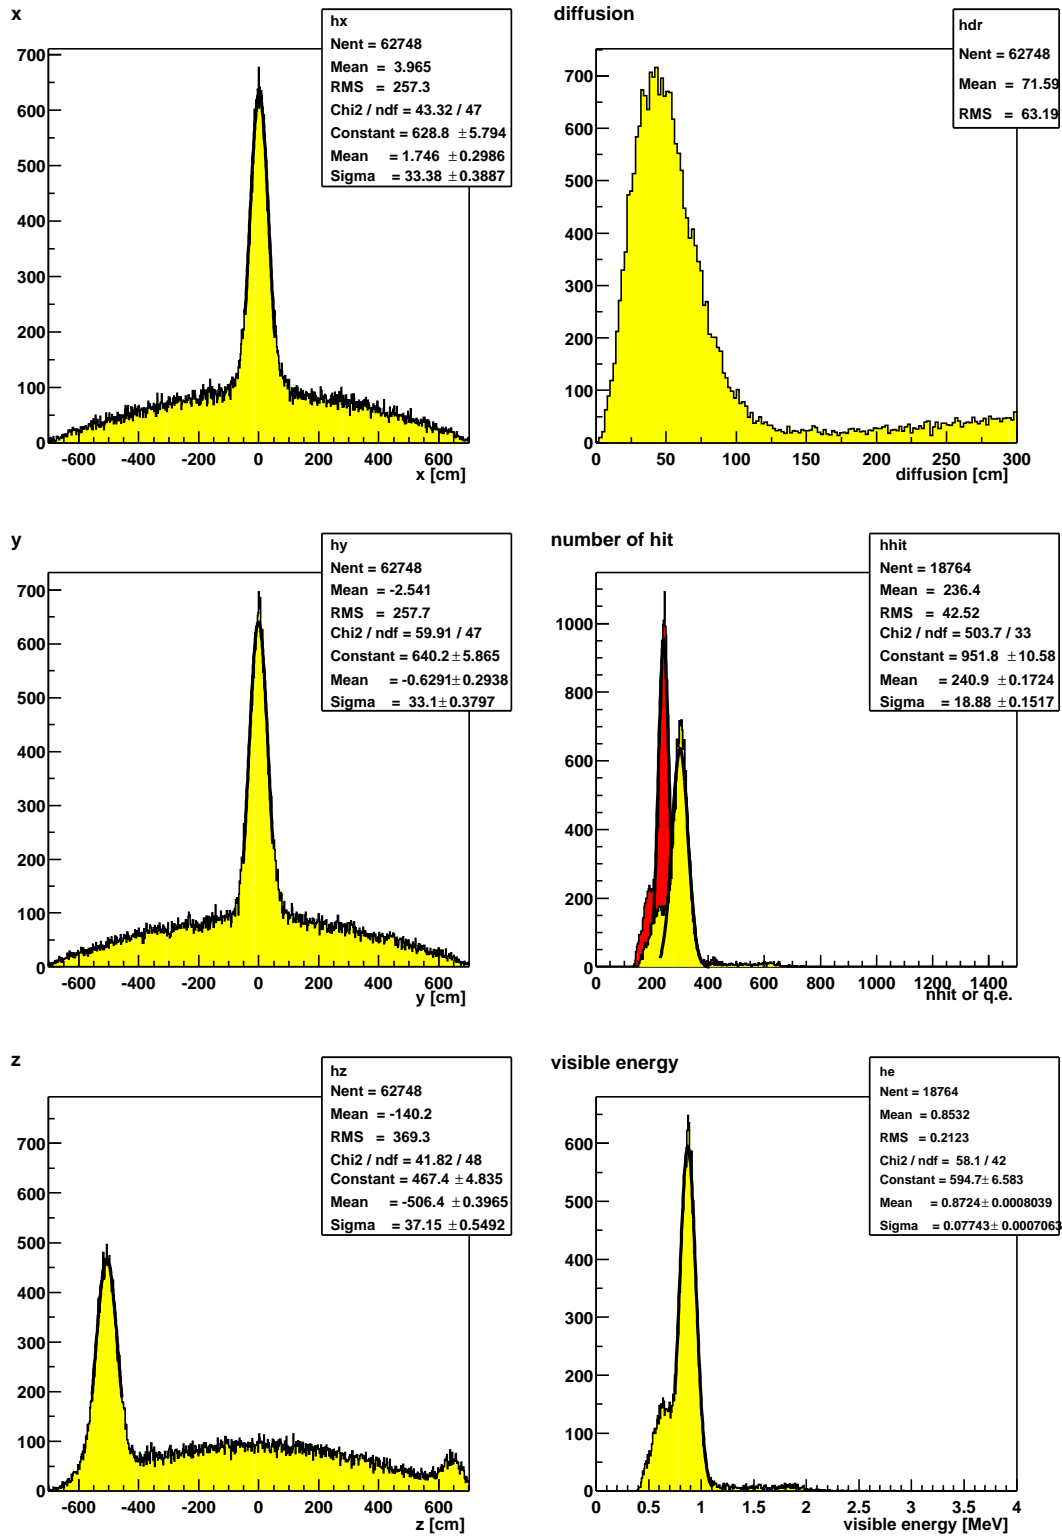 x
hx
Nent = 62748
Mean = 3.965
RMS = 257.3
Chi2 / ndf = 43.32 / 47
Constant = 628.8 ±5.794
Mean = 1.746 ±0.2986
Sigma = 33.38 ±0.3887
700
600
500
400
300
200
100
0
-600 -400 -200 0 200 400 600
x [cm]
diffusion
hdr
Nent = 62748
Mean = 71.59
RMS = 63.19
700
600
500
400
300
200
100
0
0 50 100 150 200 250 300
diffusion [cm]
y
hy
Nent = 62748
Mean = -2.541
RMS = 257.7
Chi2 / ndf = 59.91 / 47
Constant = 640.2±5.865
Mean = -0.6291±0.2938
Sigma = 33.1±0.3797
700
600
500
400
300
200
100
0
-600 -400 -200 0 200 400 600
y [cm]
number of hit
hhit
Nent = 18764
Mean = 236.4
RMS = 42.52
Chi2 / ndf = 503.7 / 33
Constant = 951.8 ±10.58
Mean = 240.9 ±0.1724
Sigma = 18.88 ±0.1517
1000
800
600
400
200
0
0 200 400 600 800 1000 1200 1400
nhit or q.e.
z
hz
Nent = 62748
Mean = -140.2
RMS = 369.3
Chi2 / ndf = 41.82 / 48
Constant = 467.4 ±4.835
Mean = -506.4 ±0.3965
Sigma = 37.15 ±0.5492
700
600
500
400
300
200
100
0
-600 -400 -200 0 200 400 600
z [cm]
visible energy
he
Nent = 18764
Mean = 0.8532
RMS = 0.2123
Chi2 / ndf = 58.1 / 42
Constant = 594.7± 6.583
Mean = 0.8724± 0.0008039
Sigma = 0.07743± 0.0007063
600
500
400
300
200
100
0
0 0.5 1 1.5 2 2.5 3 3.5 4
visible energy [MeV]